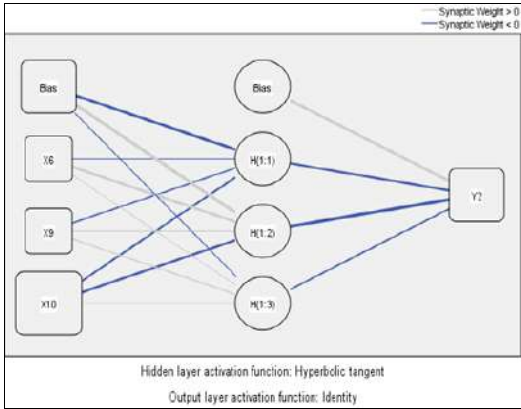 Synaptic Weight > 0
Synaptic Weight < 0
Bias
Bias
X6
H(1:1)
Y2
X9
H(1:2)
X10
H(1:3)
Hidden layer activation function: Hyperbolic tangent
Output layer activation function: Identity